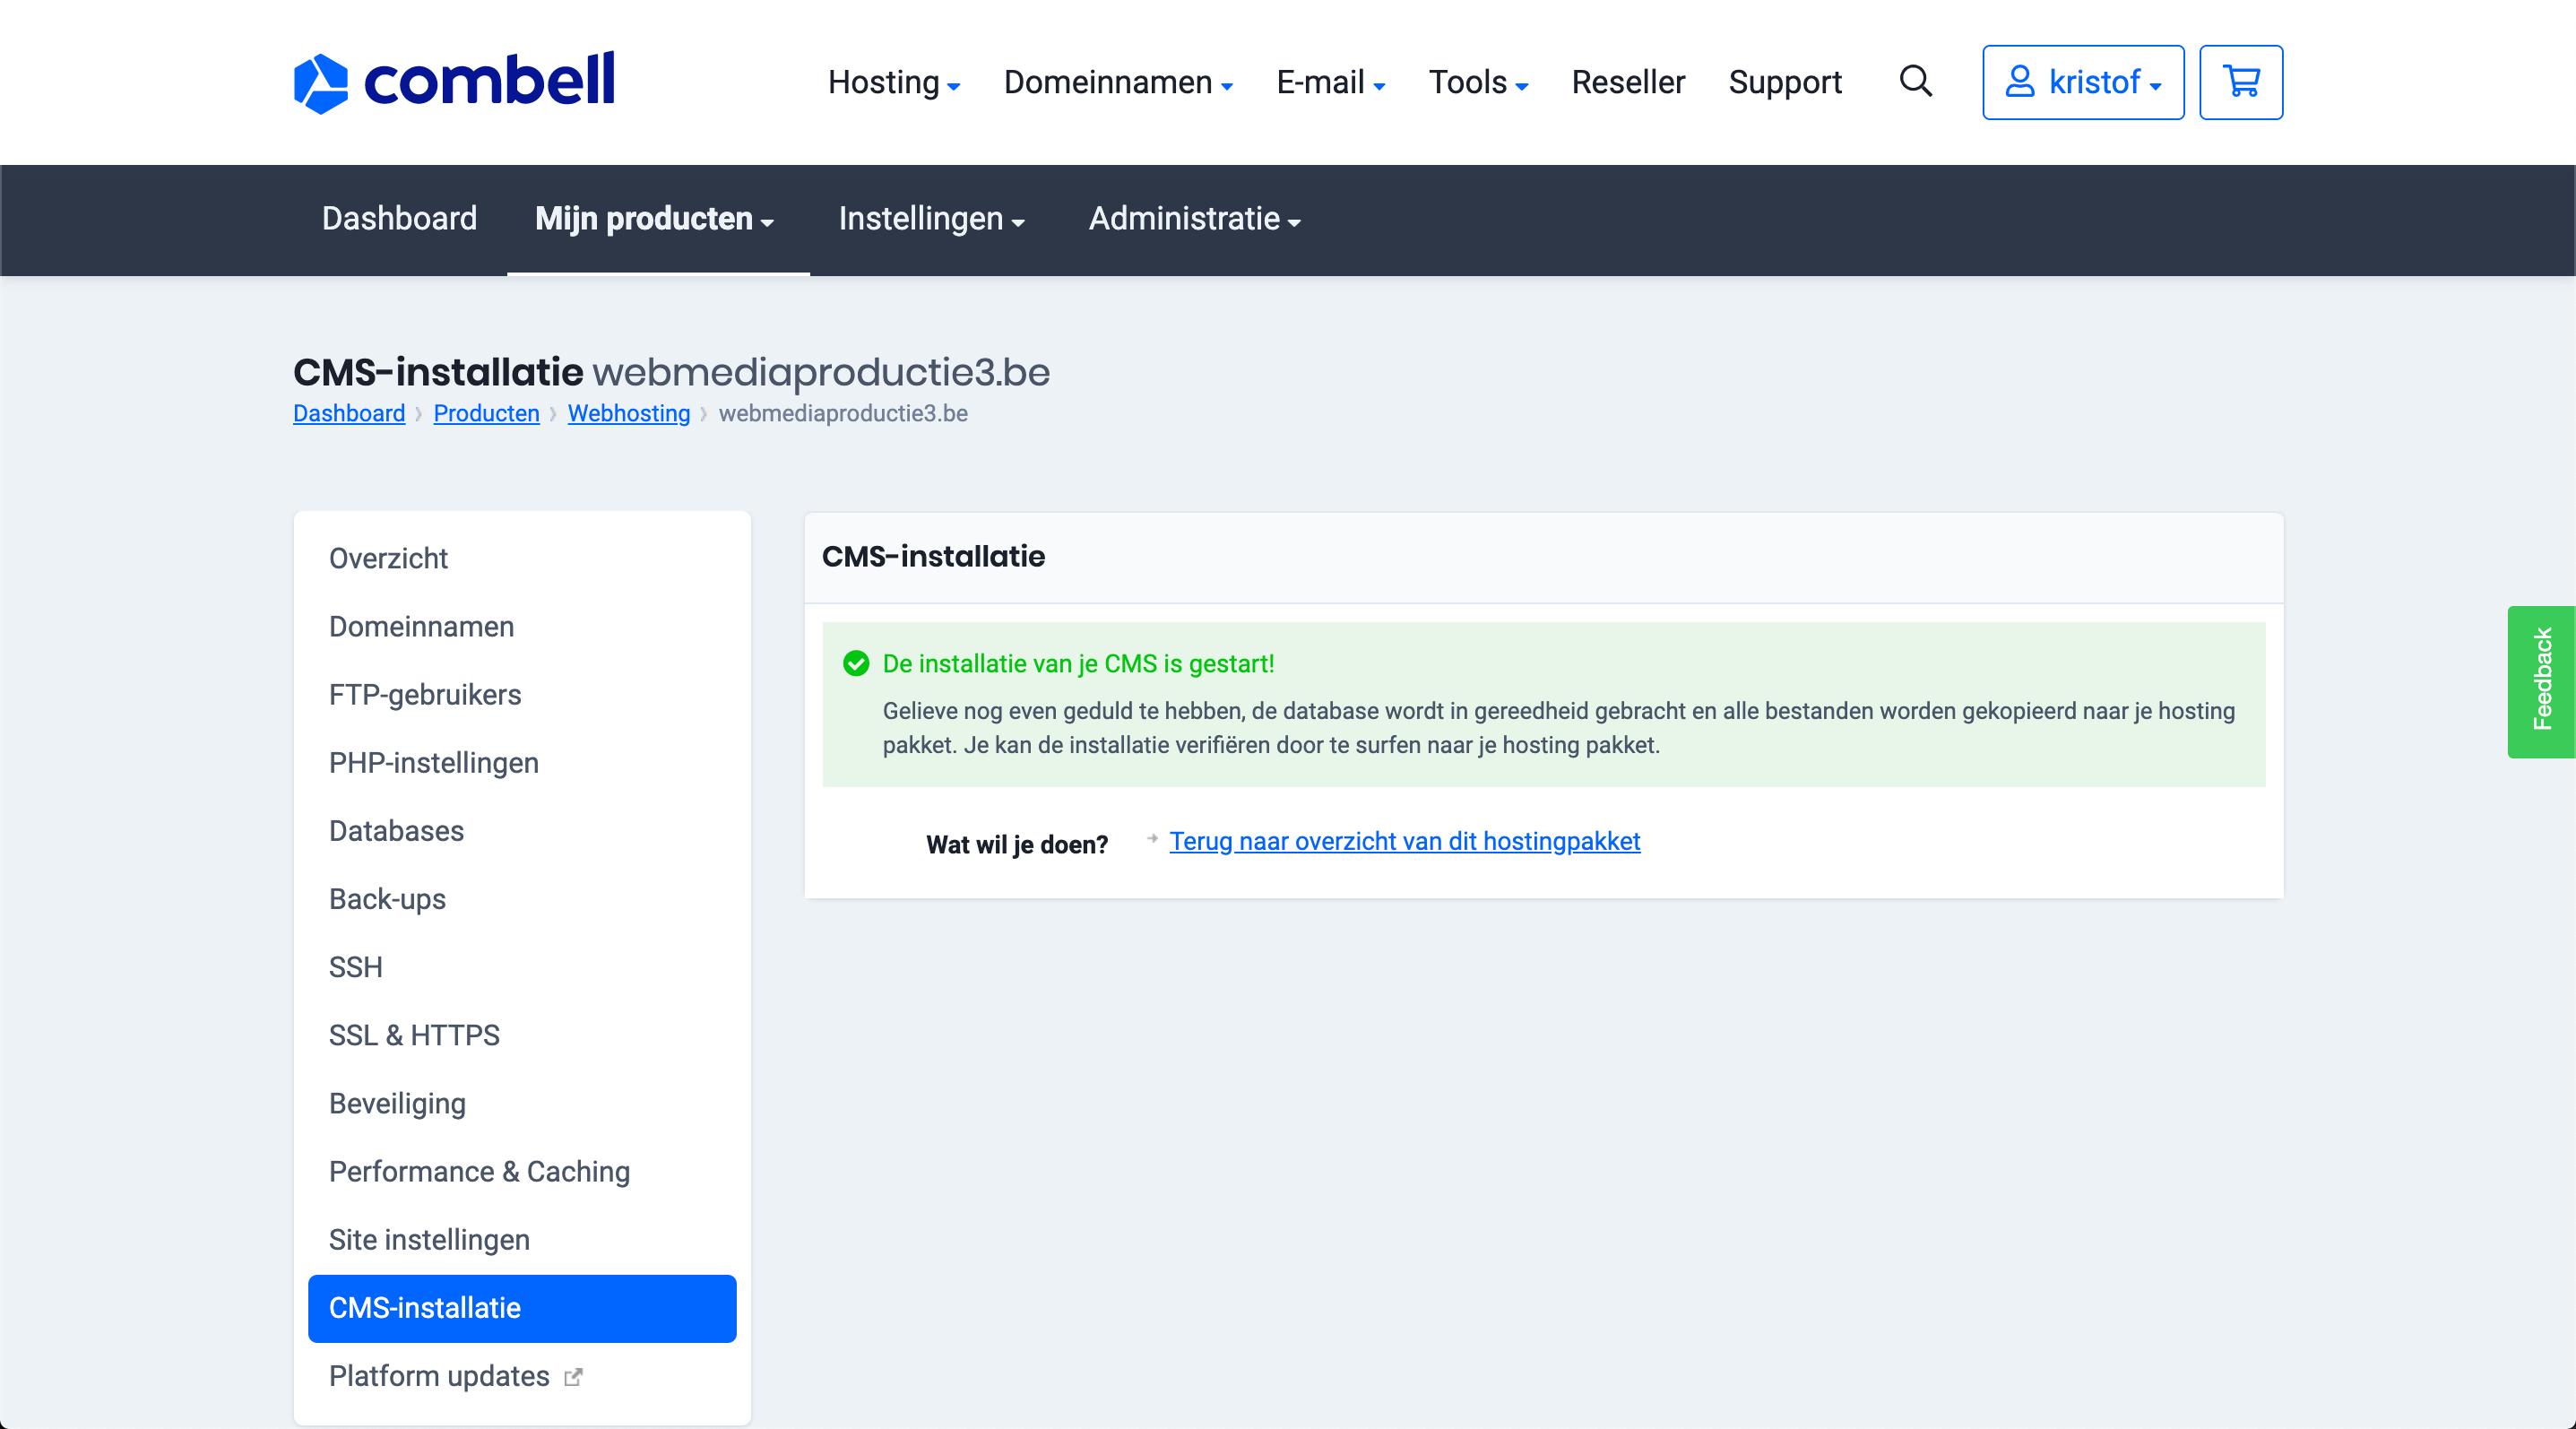 combell
Hosting Domeinnamen E-mail Tools Reseller Support kristof
Dashboard Mijn producten Instellingen Administratie
CMS-installatie webmediaproductie3.be
Dashboard › Producten › Webhosting › webmediaproductie3.be
Overzicht
Domeinnamen
FTP-gebruikers
PHP-instellingen
Databases
Back-ups
SSH
SSL & HTTPS
Beveiliging
Performance & Caching
Site instellingen
CMS-installatie
Platform updates
CMS-installatie
De installatie van je CMS is gestart!
Gelieve nog even geduld te hebben, de database wordt in gereedheid gebracht en alle bestanden worden gekopieerd naar je hosting
pakket. Je kan de installatie verifiëren door te surfen naar je hosting pakket.
Wat wil je doen? Terug naar overzicht van dit hostingpakket
Feedback